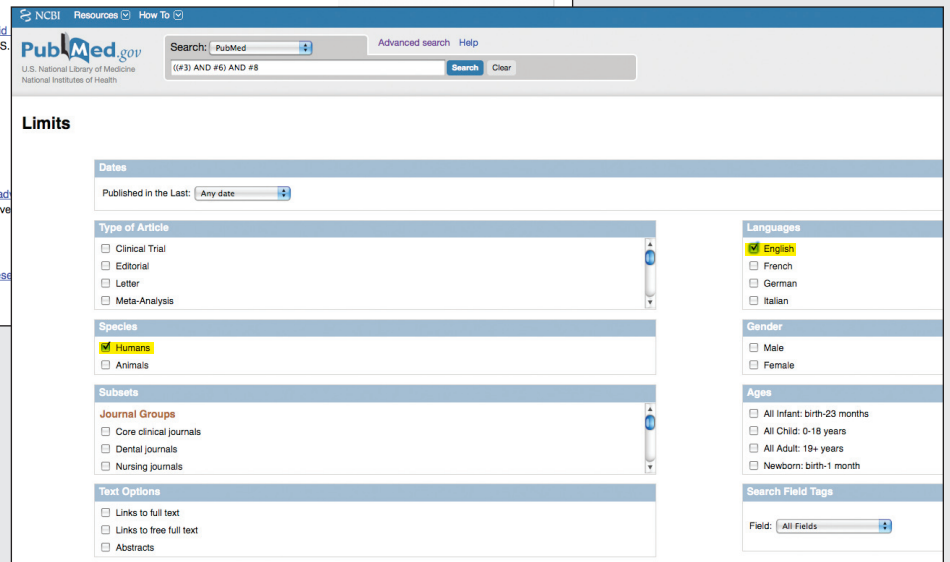 NCBI Resources How To
PubMed.gov
U.S. National Library of Medicine
National Institutes of Health
Search: PubMed
Advanced search Help
((#3) AND #6) AND #8
Search Clear
Limits
Dates
Published in the Last: Any date
Type of Article
Clinical Trial
Editorial
Letter
Meta-Analysis
Languages
English
French
German
Italian
Species
Humans
Animals
Gender
Male
Female
Subsets
Journal Groups
Core clinical journals
Dental journals
Nursing journals
Ages
All Infant: birth-23 months
All Child: 0-18 years
All Adult: 19+ years
Newborn: birth-1 month
Text Options
Links to full text
Links to free full text
Abstracts
Search Field Tags
Field: All Fields